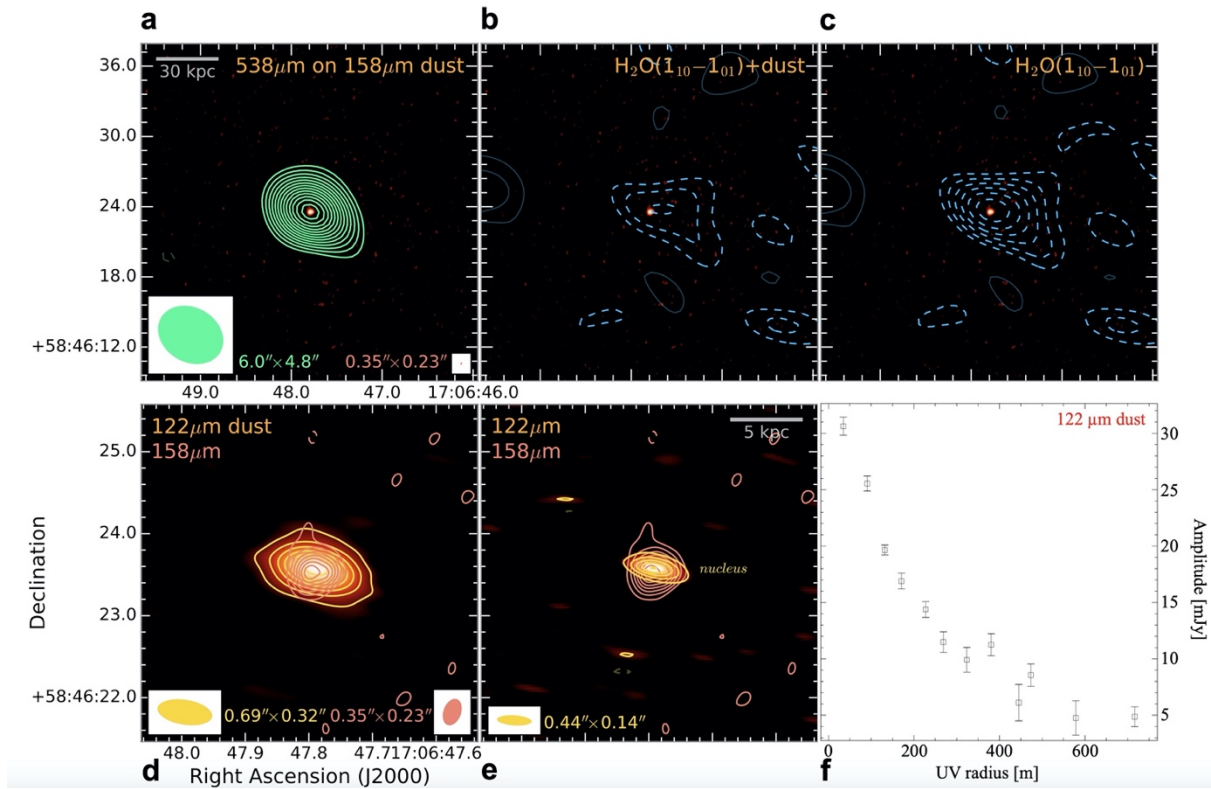 a
b
c
30 kpc
538μm on 158μm dust
H₂O(1₁₀−1₀₁)+dust
H₂O(1₁₀−1₀₁)
36.0
30.0
24.0
18.0
+58:46:12.0
6.0″×4.8″
0.35″×0.23″
49.0
48.0
47.0
17:06:46.0
122μm dust
158μm
122μm
158μm
5 kpc
122 μm dust
25.0
24.0
23.0
+58:46:22.0
Declination
nucleus
0.69″×0.32″
0.35″×0.23″
0.44″×0.14″
30
25
20
15
10
5
Amplitude [mJy]
48.0
47.9
47.8
47.7
17:06:47.6
0
200
400
600
d
Right Ascension (J2000)
e
f
UV radius [m]